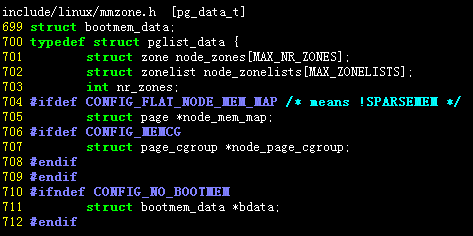 include/linux/mmzone.h [pg_data_t]
699 struct bootmem_data;
700 typedef struct pglist_data {
701 struct zone node_zones[MAX_NR_ZONES];
702 struct zonelist node_zonelists[MAX_ZONELISTS];
703 int nr_zones;
704 #ifdef CONFIG_FLAT_NODE_MEM_MAP /* means !SPARSEMEM */
705 struct page *node_mem_map;
706 #ifdef CONFIG_MEMCG
707 struct page_cgroup *node_page_cgroup;
708 #endif
709 #endif
710 #ifndef CONFIG_NO_BOOTMEM
711 struct bootmem_data *bdata;
712 #endif